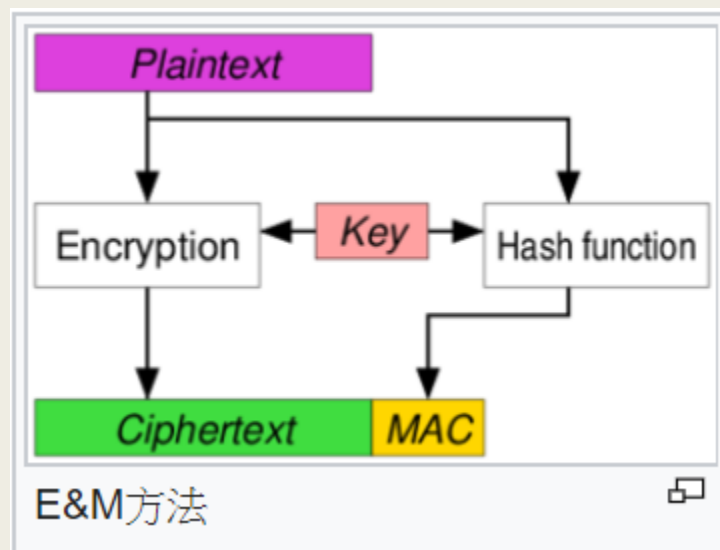 Plaintext
Encryption
Key
Hash function
Ciphertext
MAC
E&M方法